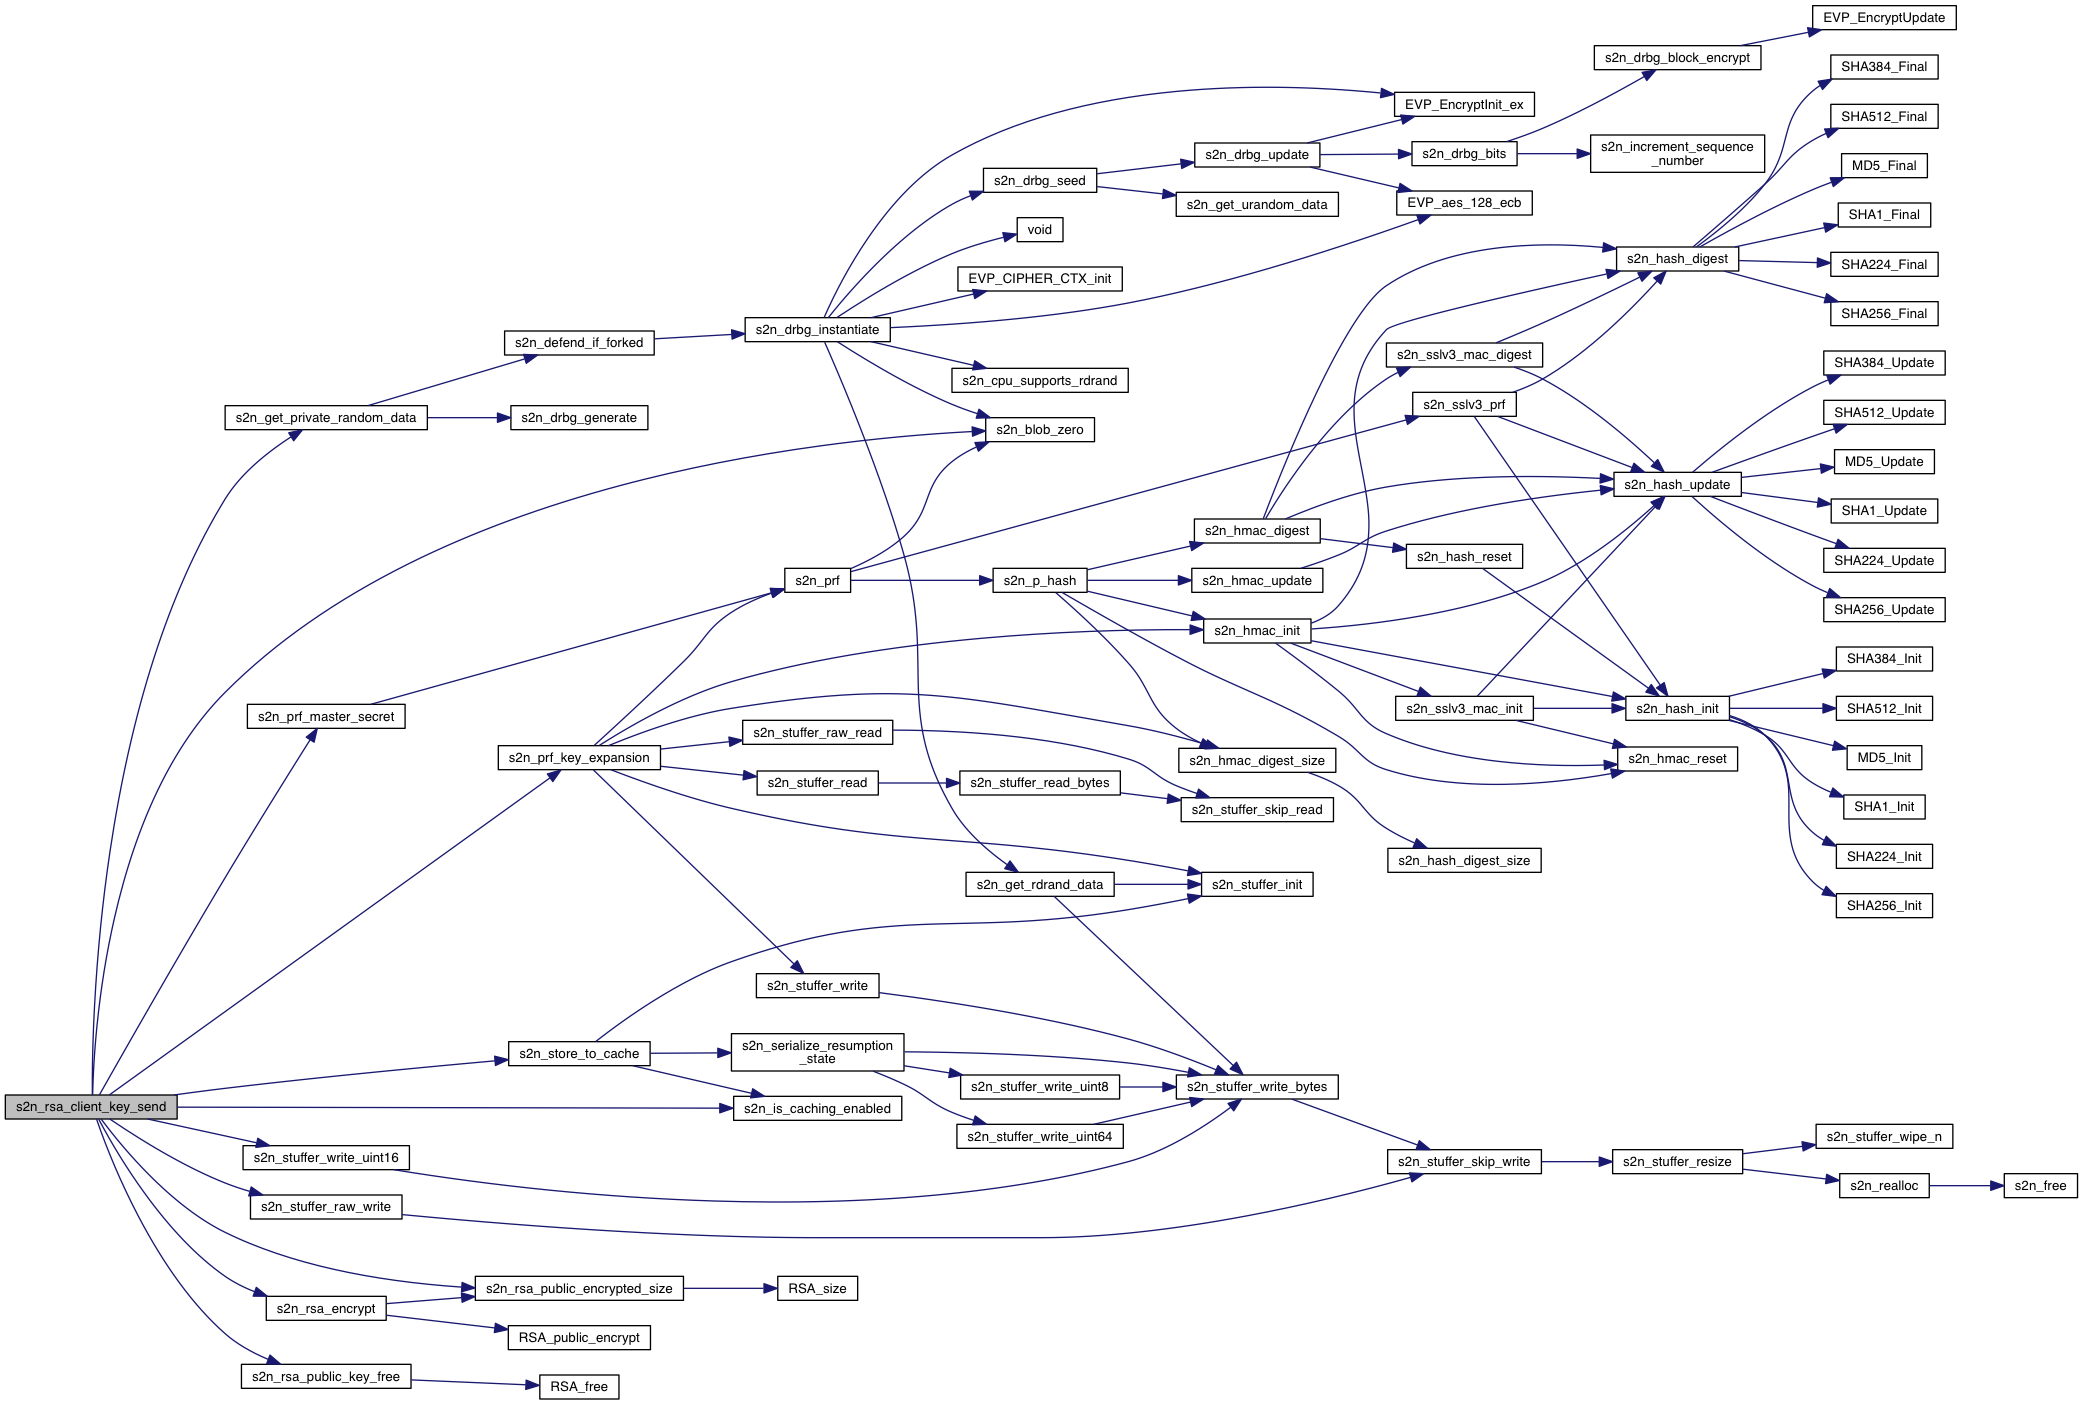 EVP_EncryptUpdate
s2n_drbg_block_encrypt
SHA384_Final
EVP_EncryptInit_ex
SHA512_Final
s2n_drbg_update
s2n_drbg_bits
s2n_increment_sequence
_number
MD5_Final
s2n_drbg_seed
s2n_get_urandom_data
EVP_aes_128_ecb
SHA1_Final
void
s2n_hash_digest
SHA224_Final
EVP_CIPHER_CTX_init
SHA256_Final
s2n_drbg_instantiate
s2n_defend_if_forked
s2n_sslv3_mac_digest
SHA384_Update
s2n_cpu_supports_rdrand
s2n_sslv3_prf
SHA512_Update
s2n_get_private_random_data
s2n_drbg_generate
s2n_blob_zero
MD5_Update
s2n_hash_update
SHA1_Update
s2n_hmac_digest
s2n_hash_reset
SHA224_Update
s2n_prf
s2n_p_hash
s2n_hmac_update
SHA256_Update
s2n_hmac_init
SHA384_Init
s2n_prf_master_secret
s2n_sslv3_mac_init
s2n_hash_init
SHA512_Init
s2n_stuffer_raw_read
s2n_prf_key_expansion
s2n_hmac_digest_size
s2n_hmac_reset
MD5_Init
s2n_stuffer_read
s2n_stuffer_read_bytes
s2n_stuffer_skip_read
SHA1_Init
s2n_hash_digest_size
SHA224_Init
s2n_get_rdrand_data
s2n_stuffer_init
SHA256_Init
s2n_stuffer_write
s2n_store_to_cache
s2n_serialize_resumption
_state
s2n_stuffer_write_uint8
s2n_stuffer_write_bytes
s2n_rsa_client_key_send
s2n_is_caching_enabled
s2n_stuffer_write_uint64
s2n_stuffer_wipe_n
s2n_stuffer_write_uint16
s2n_stuffer_skip_write
s2n_stuffer_resize
s2n_realloc
s2n_free
s2n_stuffer_raw_write
s2n_rsa_public_encrypted_size
RSA_size
s2n_rsa_encrypt
RSA_public_encrypt
s2n_rsa_public_key_free
RSA_free